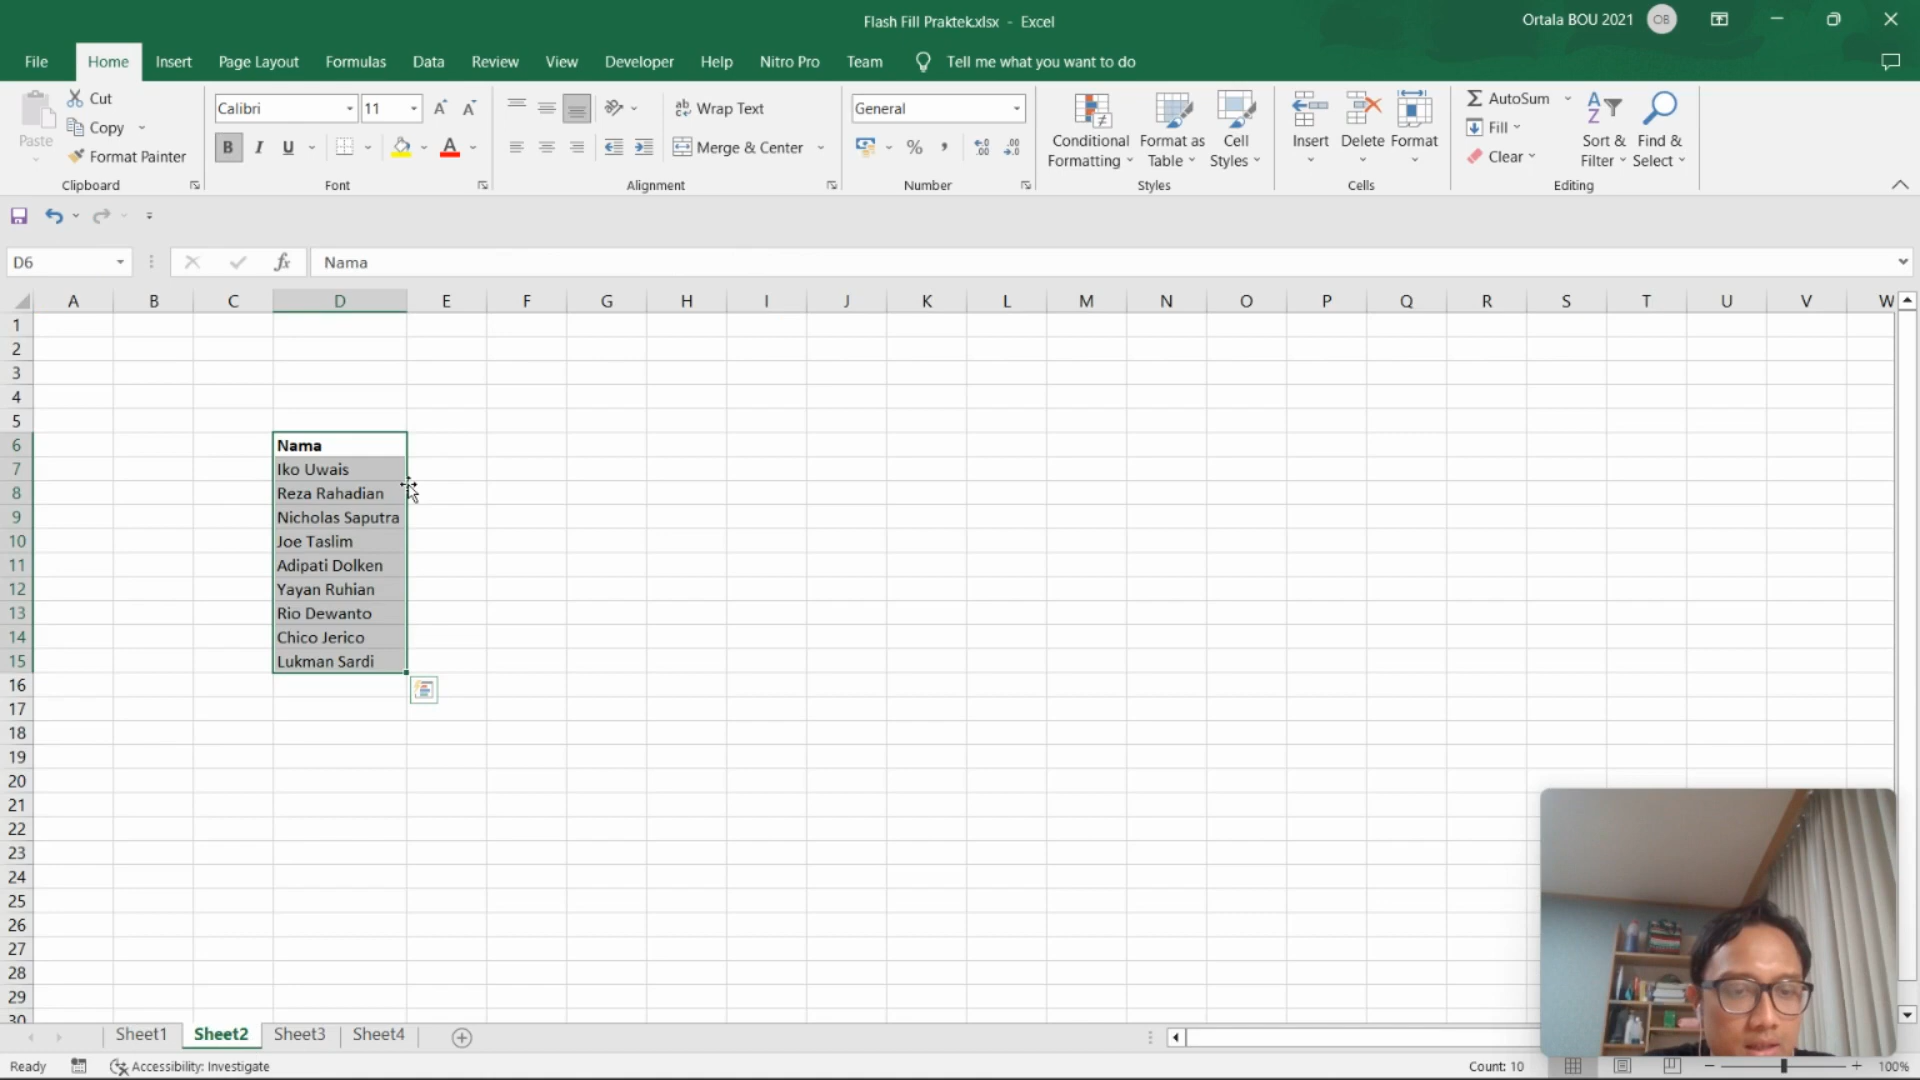 Flash Fill Praktek.xlsx - Excel
Ortala BOU 2021 OB
File Home Insert Page Layout Formulas Data Review View Developer Help Nitro Pro Team Tell me what you want to do
Paste
Cut
Copy
Format Painter
Clipboard
Calibri 11
B I U
Font
Wrap Text
Merge & Center
Alignment
General
Number
Conditional Formatting
Format as Table
Cell Styles
Styles
Insert Delete Format
Cells
AutoSum
Fill
Clear
Sort & Filter
Find & Select
Editing
D6 fx Nama
A B C D E F G H I J K L M N O P Q R S T U V W
1
2
3
4
5
6 Nama
7 Iko Uwais
8 Reza Rahadian
9 Nicholas Saputra
10 Joe Taslim
11 Adipati Dolken
12 Yayan Ruhian
13 Rio Dewanto
14 Chico Jerico
15 Lukman Sardi
16
17
18
19
20
21
22
23
24
25
26
27
28
29
30
Sheet1 Sheet2 Sheet3 Sheet4
Ready Accessibility: Investigate Count: 10 100%